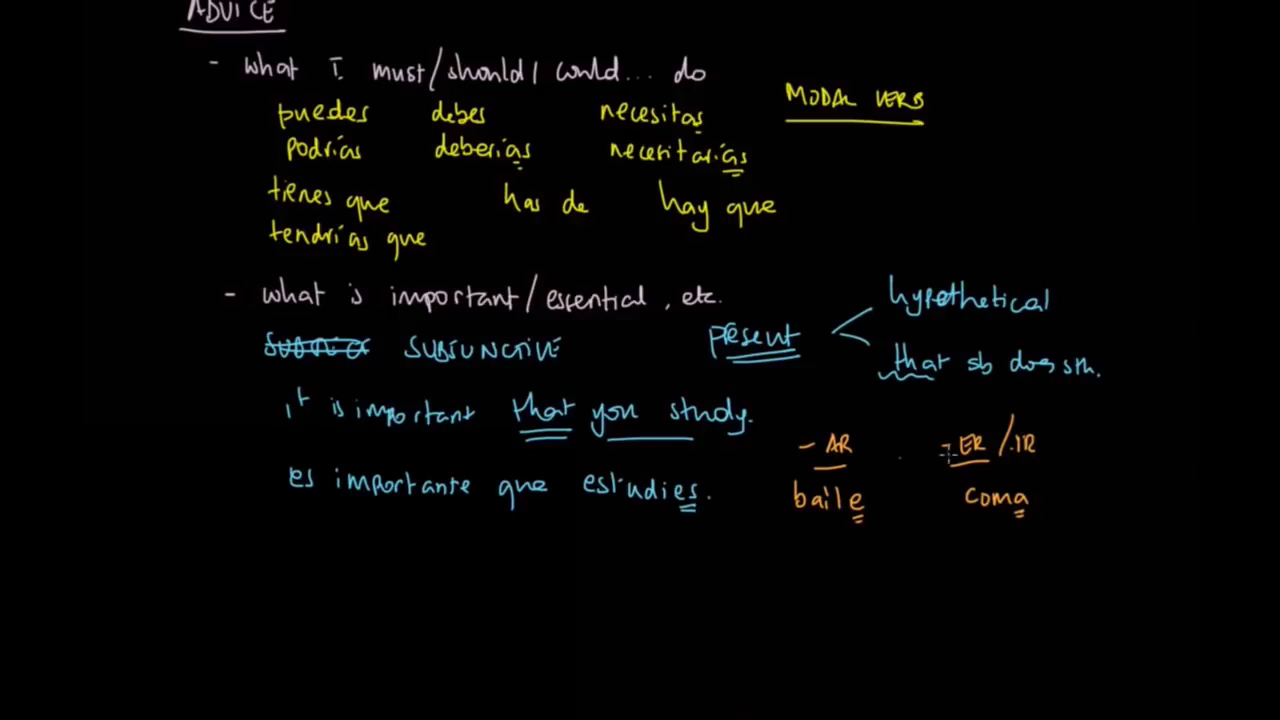 ADVICE
- what I must/should/could... do
puedes debes necesitas MODAL VERB
podrías deberías necesitarías
tienes que has de hay que
tendrías que
- what is important/essential, etc.
SUBJUNCTIVE present hypothetical
that sb does sth.
it is important that you study.
- AR - ER/.IR
es importante que estudies. baile coma